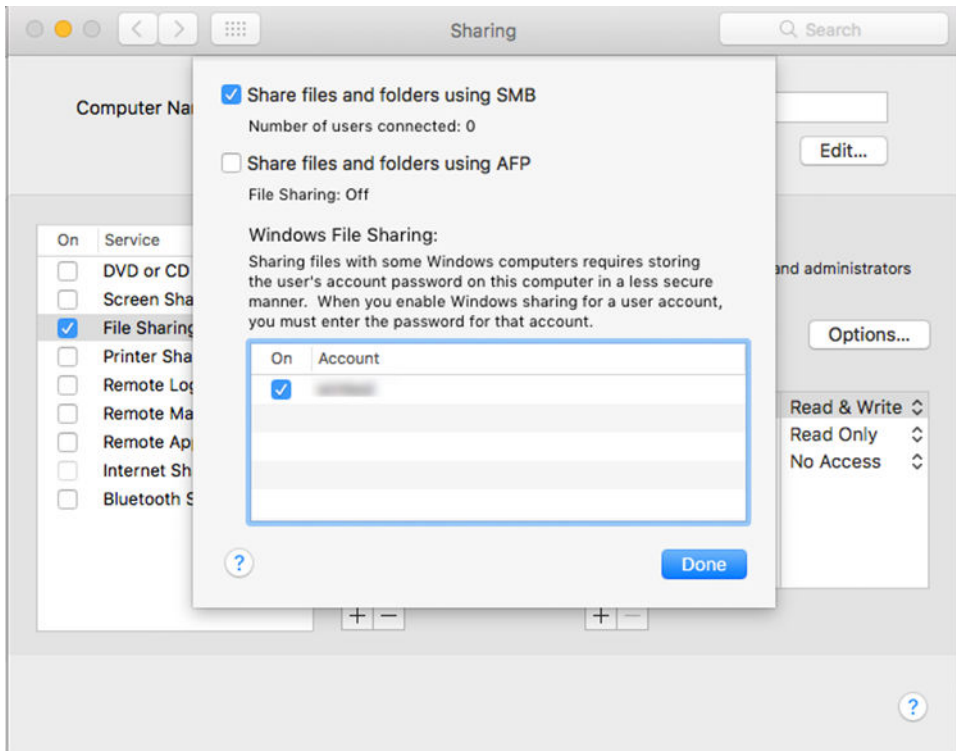 Sharing
Search
Computer Na
Edit...
Share files and folders using SMB
Number of users connected: 0
Share files and folders using AFP
File Sharing: Off
Windows File Sharing:
Sharing files with some Windows computers requires storing
the user's account password on this computer in a less secure
manner. When you enable Windows sharing for a user account,
you must enter the password for that account.
On Account
Done
?
On Service
DVD or CD
Screen Sha
File Sharing
Printer Sha
Remote Log
Remote Ma
Remote Ap
Internet Sh
Bluetooth S
and administrators
Options...
Read & Write
Read Only
No Access
+ −
+ −
?